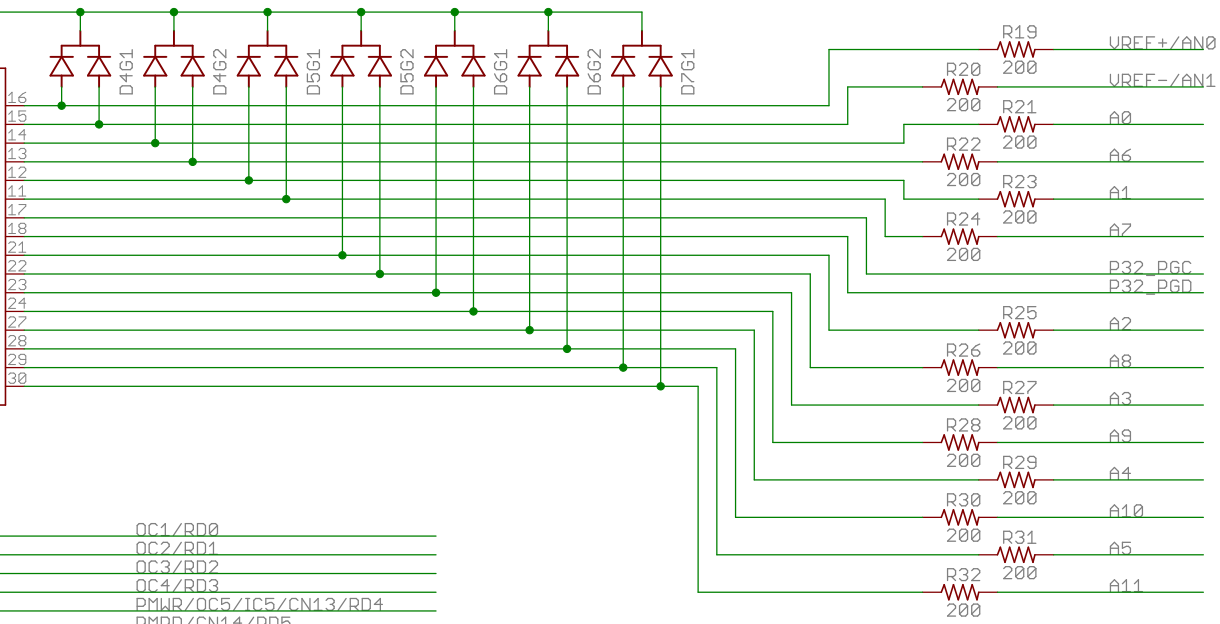 D4G1
D4G2
D5G1
D5G2
D6G1
D6G2
D7G1
16
15
14
13
12
11
17
18
21
22
23
24
27
28
29
30
R19
200
VREF+/AN0
R20
200
VREF-/AN1
R21
200
A0
R22
200
A6
R23
200
A1
R24
200
A7
P32_PGC
P32_PGD
R25
200
A2
R26
200
A8
R27
200
A3
R28
200
A9
R29
200
A4
R30
200
A10
R31
200
A5
R32
200
A11
OC1/RD0
OC2/RD1
OC3/RD2
OC4/RD3
PMWR/OC5/IC5/CN13/RD4
PMRD/CN14/RD5